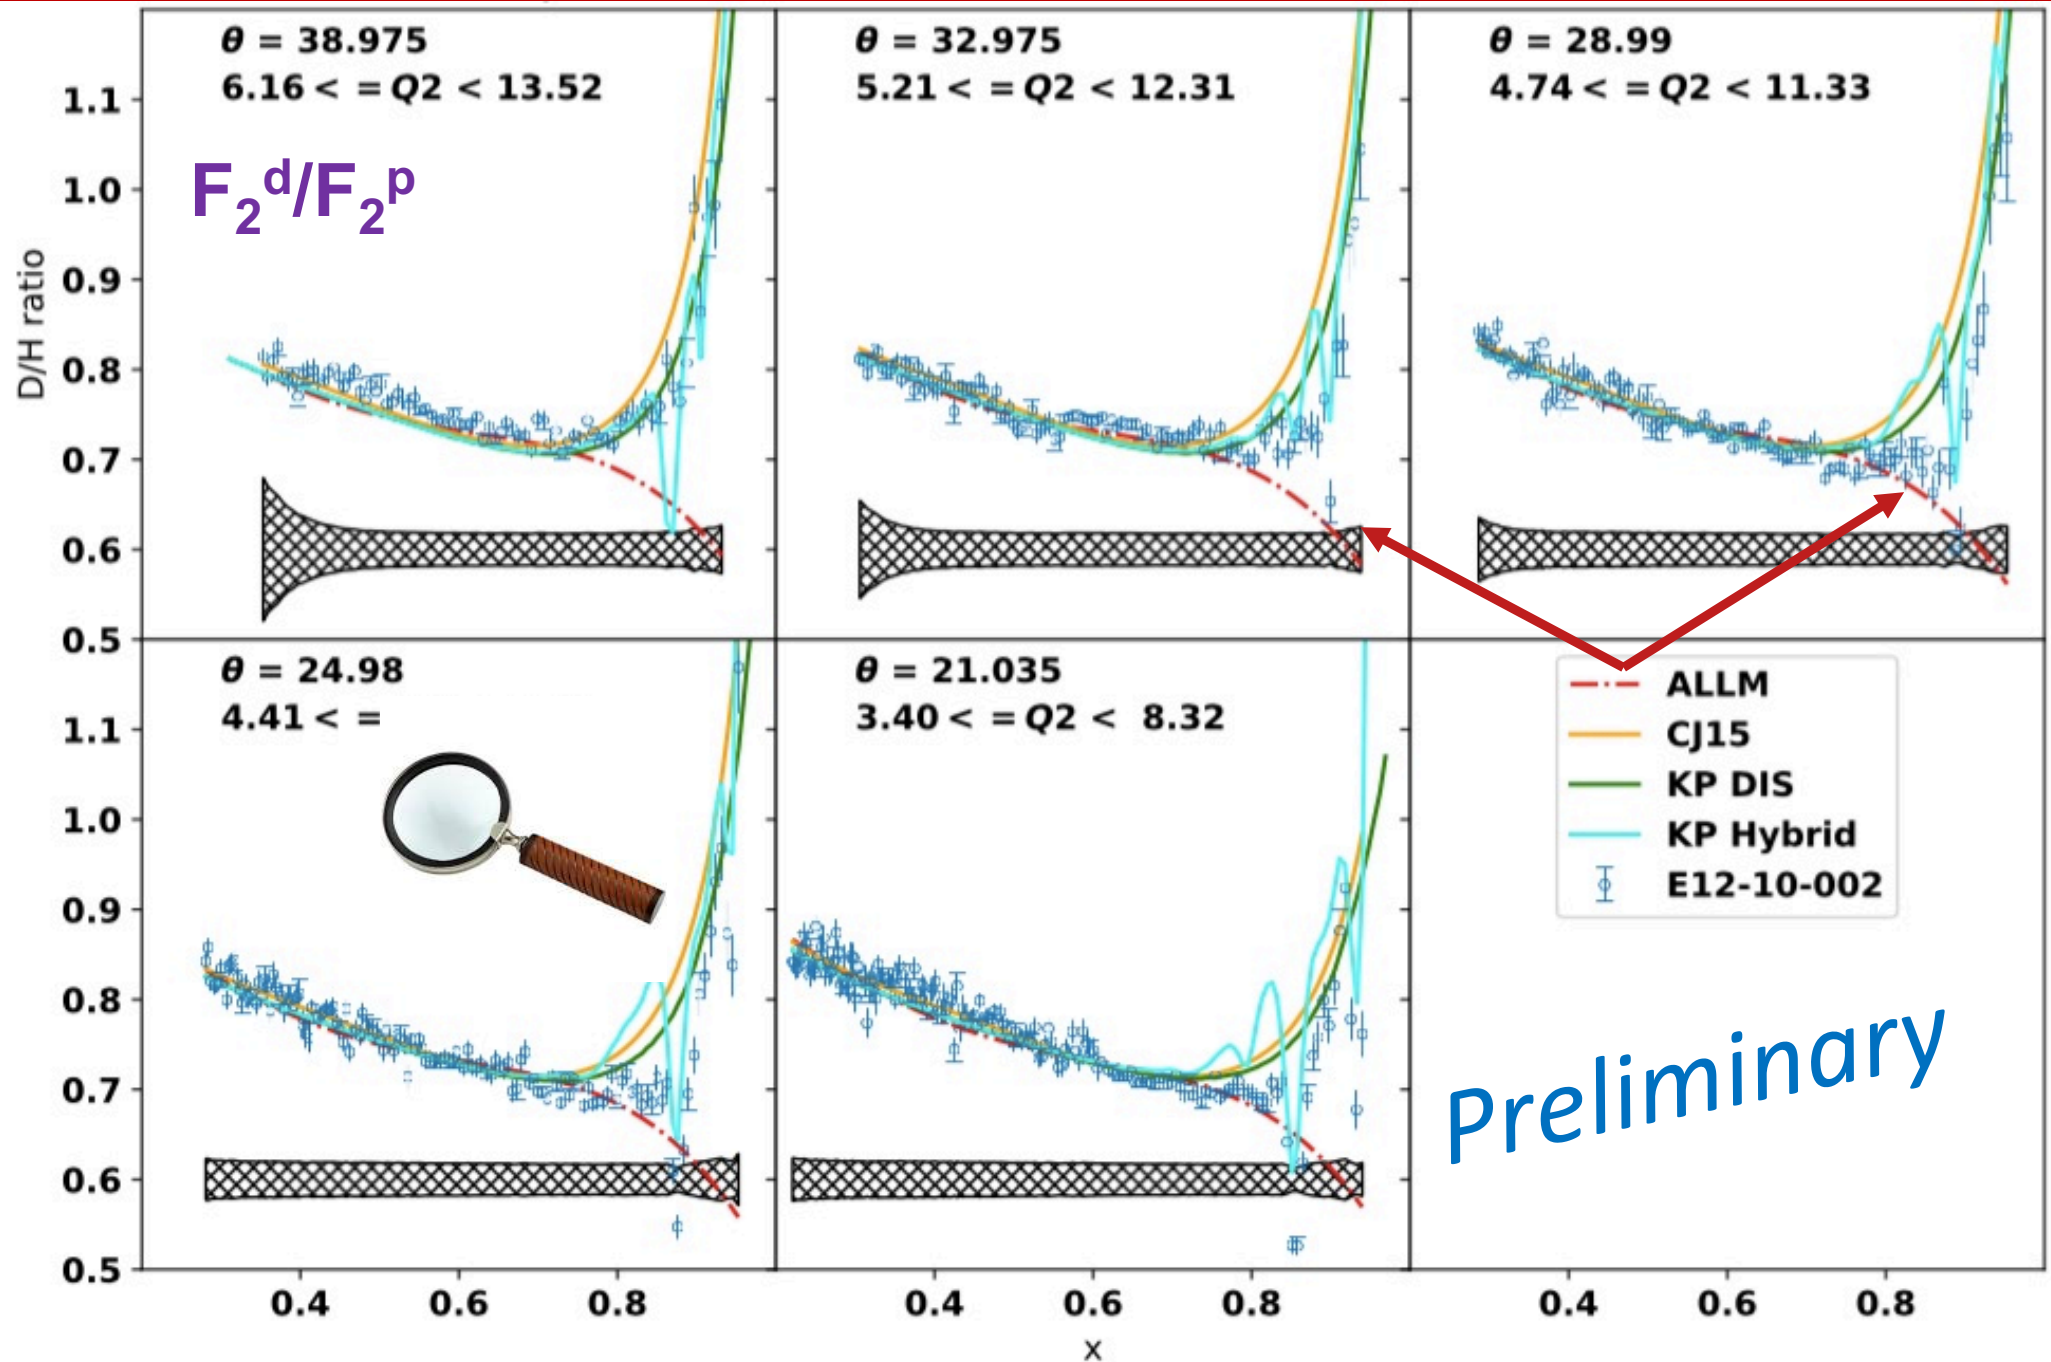 θ = 38.975
6.16 < = Q2 < 13.52
θ = 32.975
5.21 < = Q2 < 12.31
θ = 28.99
4.74 < = Q2 < 11.33
F₂ᵈ/F₂ᵖ
D/H ratio
1.1
1.0
0.9
0.8
0.7
0.6
0.5
θ = 24.98
4.41 < =
θ = 21.035
3.40 < = Q2 < 8.32
ALLM
CJ15
KP DIS
KP Hybrid
E12-10-002
1.1
1.0
0.9
0.8
0.7
0.6
0.5
Preliminary
0.4 0.6 0.8 0.4 0.6 0.8 0.4 0.6 0.8
x